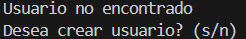 Usuario no encontrado
Desea crear usuario? (s/n)